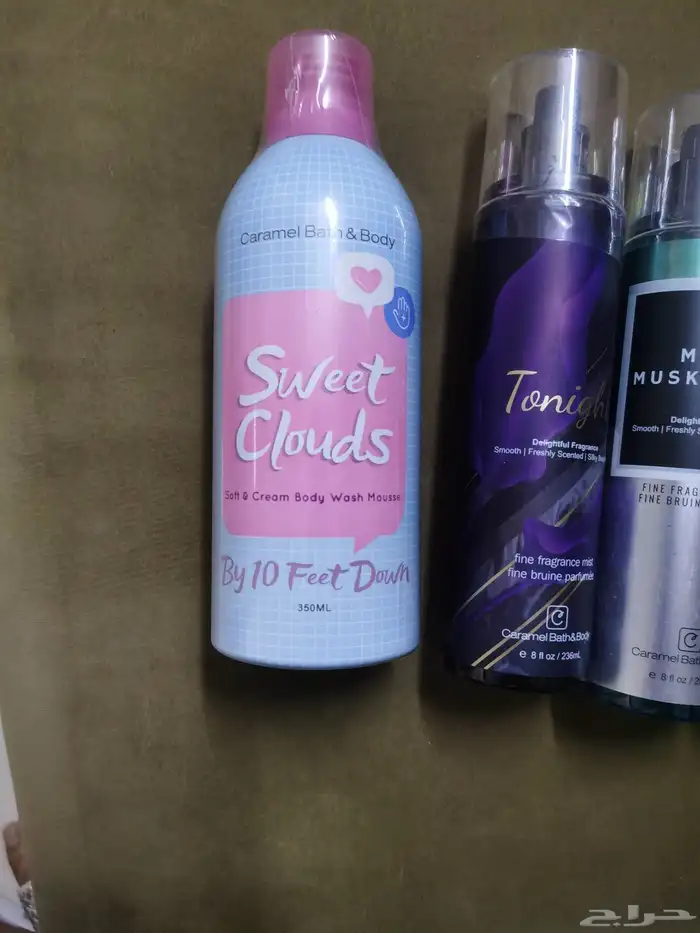 Caramel Bath & Body
Sweet
Clouds
Soft & Cream Body Wash Mousse
By 10 Feet Down
350ML
Tonigh
Delightful Fragrance
Smooth | Freshly Scented | Silky
fine fragrance mist
fine bruine parfumée
Caramel Bath&Body
e 8 fl oz / 236mL
M
MUSK
Delight
Smooth | Freshly S
FINE FRAG
FINE BRUIN
Caramel Bat
e 8 fl oz / 2
حراج